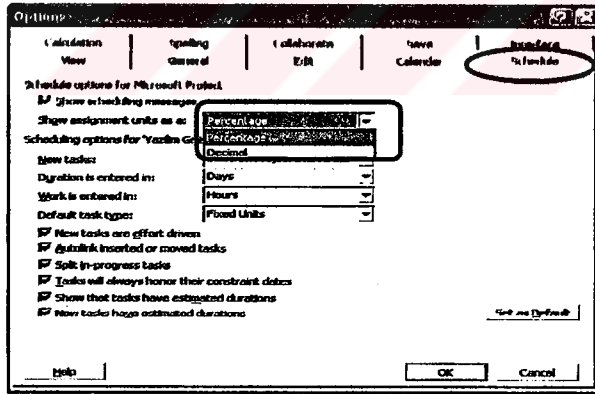 Options
Calculation Spelling Collaborate Save Interface
View General Edit Calendar Schedule
Schedule options for Microsoft Project
Show scheduling messages
Show assignment units as a: Percentage
Percentage
Scheduling options for 'Yazilim
Decimal
New tasks:
Duration is entered in: Days
Work is entered in: Hours
Default task type: Fixed Units
New tasks are effort driven
Autolink inserted or moved tasks
Split in-progress tasks
Tasks will always honor their constraint dates
Show that tasks have estimated durations
New tasks have estimated durations
Set as Default
Help OK Cancel